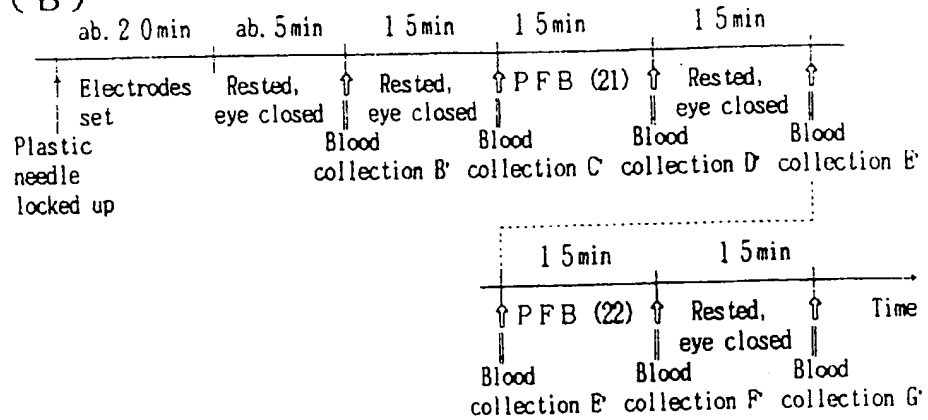 (B)
ab. 20min ab. 5min 15min 15min 15min
Electrodes Rested, Rested, PFB (21) Rested,
set eye closed eye closed eye closed
Plastic Blood Blood Blood Blood
needle collection B' collection C' collection D' collection E'
locked up
15min 15min
PFB (22) Rested, Time
eye closed
Blood Blood Blood
collection E' collection F' collection G'